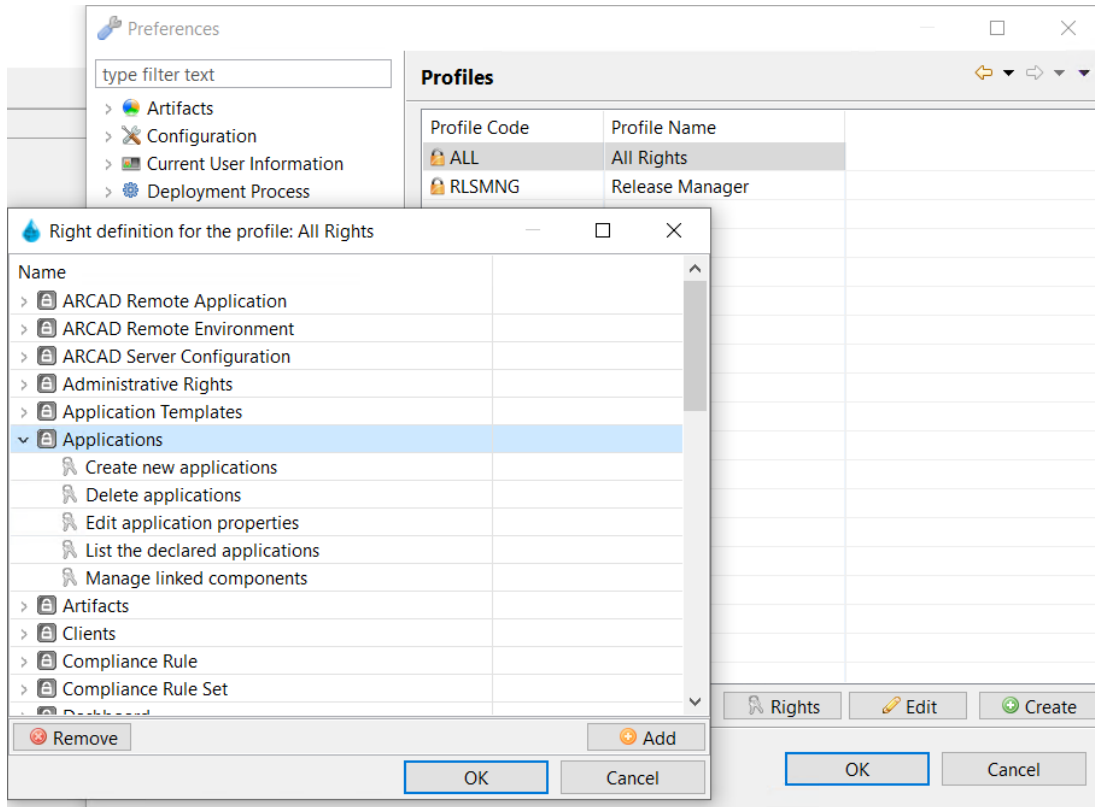 Preferences
type filter text
Artifacts
Configuration
Current User Information
Deployment Process
Profiles
Profile Code Profile Name
ALL All Rights
RLSMNG Release Manager
Right definition for the profile: All Rights
Name
ARCAD Remote Application
ARCAD Remote Environment
ARCAD Server Configuration
Administrative Rights
Application Templates
Applications
Create new applications
Delete applications
Edit application properties
List the declared applications
Manage linked components
Artifacts
Clients
Compliance Rule
Compliance Rule Set
Remove Add
OK Cancel
Rights Edit Create
OK Cancel